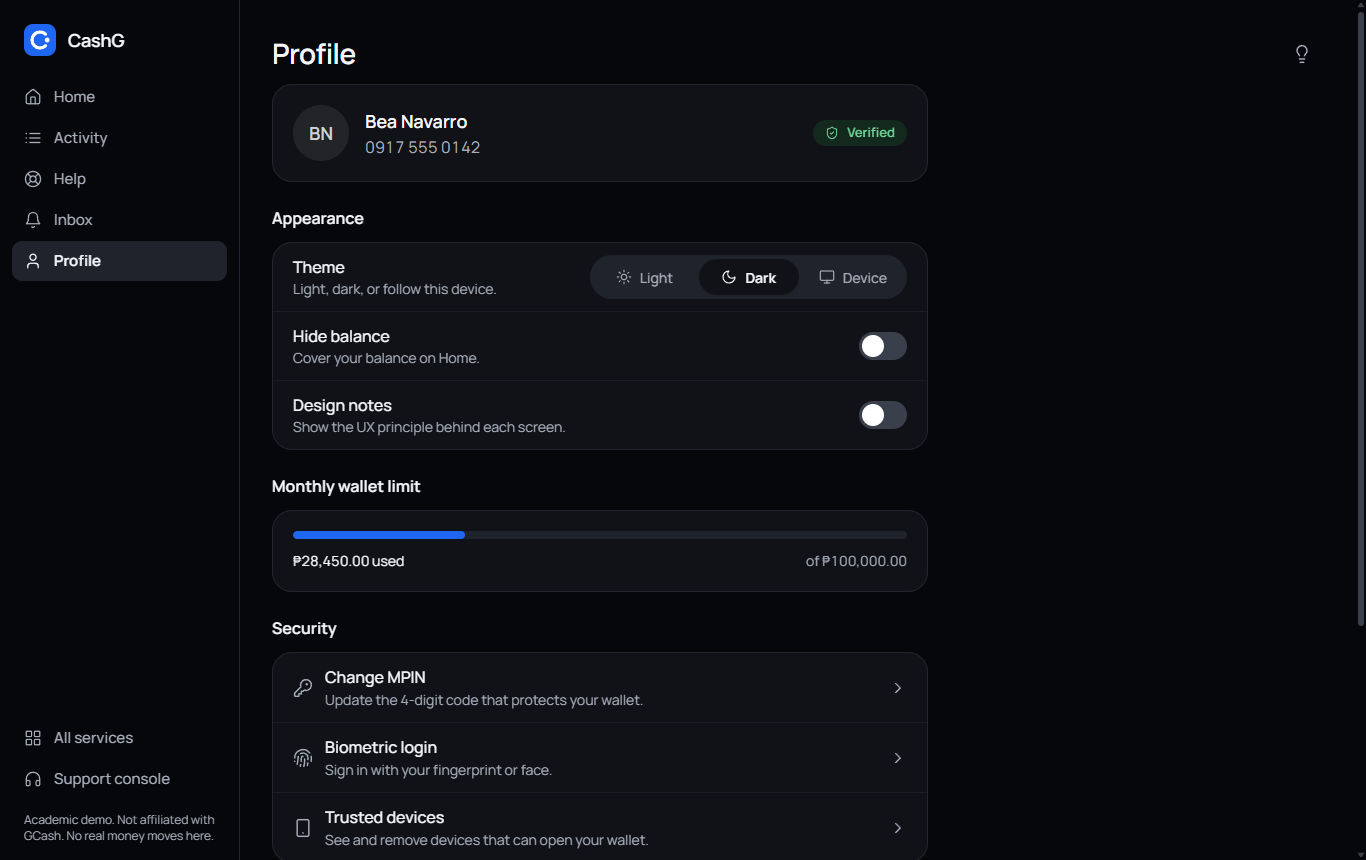 CashG
Home
Activity
Help
Inbox
Profile
All services
Support console
Academic demo. Not affiliated with
GCash. No real money moves here.
Profile
BN
Bea Navarro
0917 555 0142
Verified
Appearance
Theme
Light, dark, or follow this device.
Light
Dark
Device
Hide balance
Cover your balance on Home.
Design notes
Show the UX principle behind each screen.
Monthly wallet limit
₱28,450.00 used
of ₱100,000.00
Security
Change MPIN
Update the 4-digit code that protects your wallet.
Biometric login
Sign in with your fingerprint or face.
Trusted devices
See and remove devices that can open your wallet.